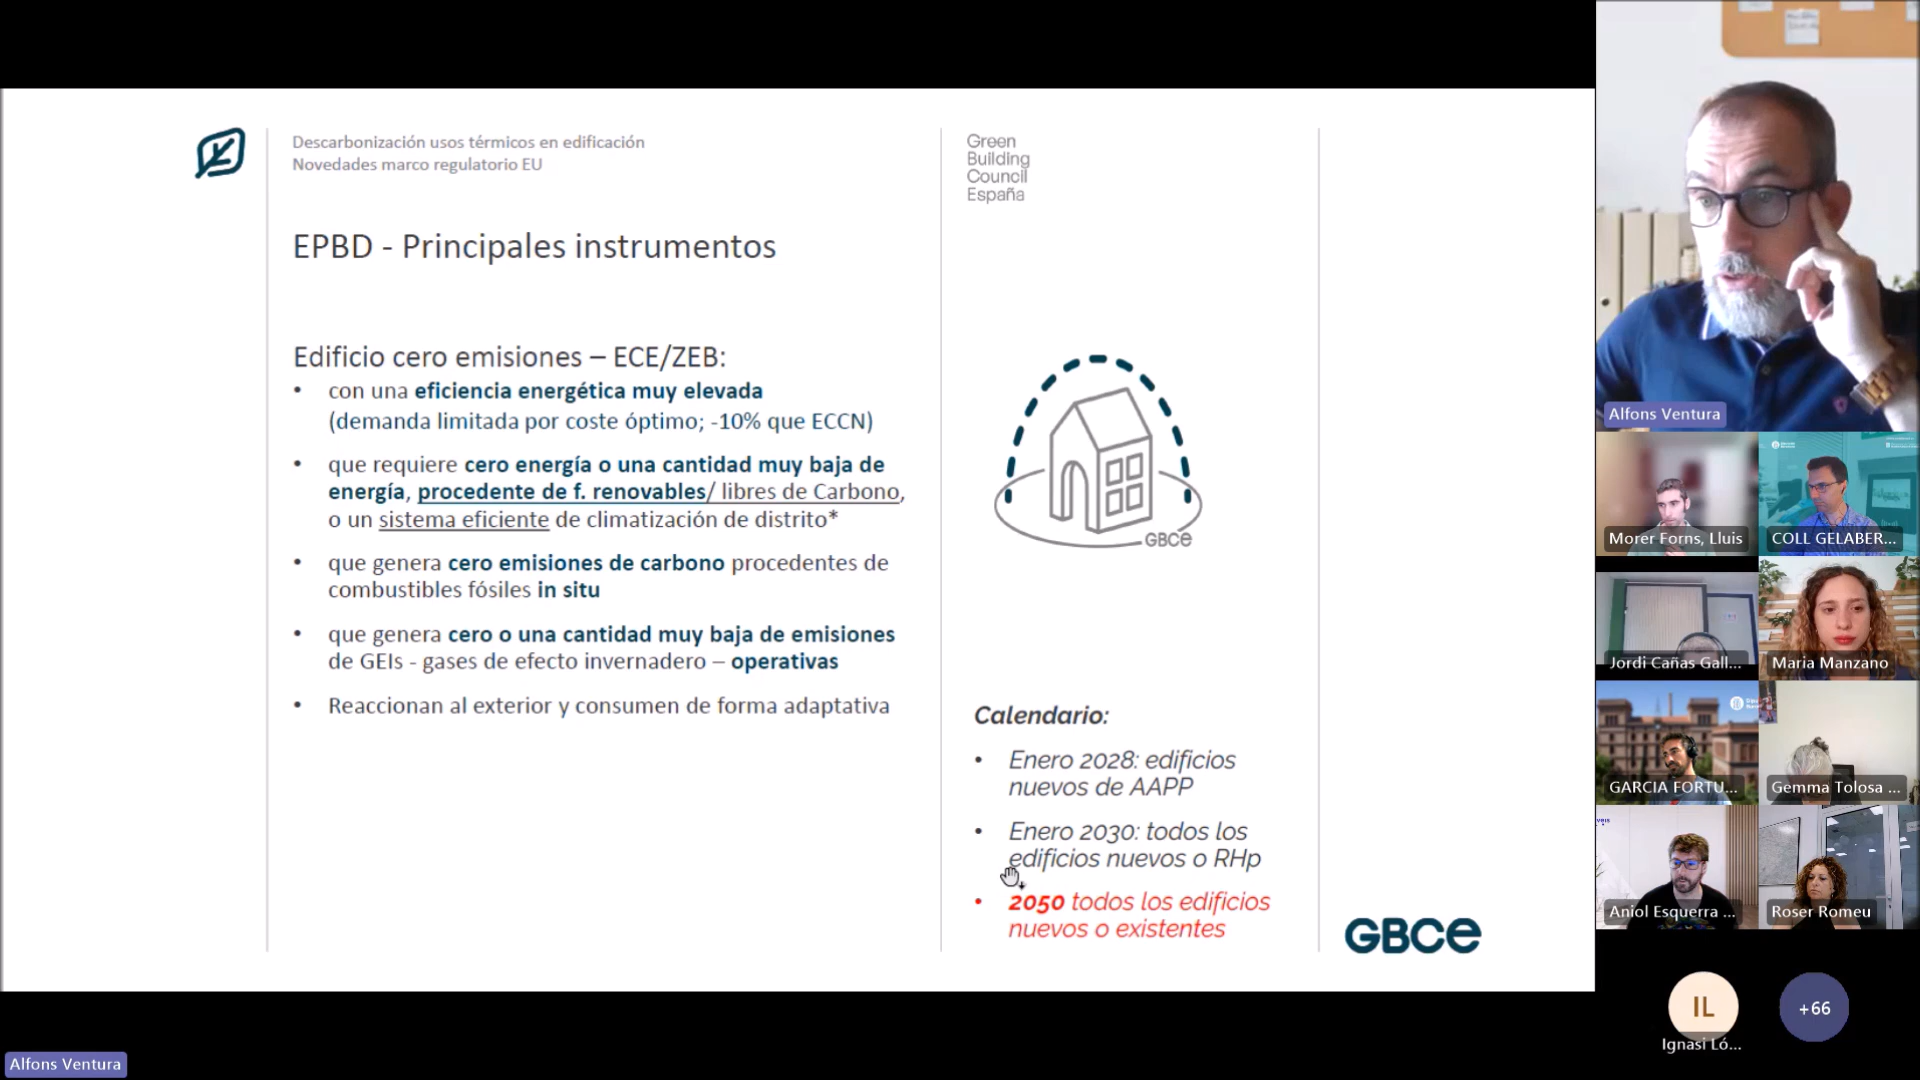 Descarbonización usos térmicos en edificación
Novedades marco regulatorio EU
Green
Building
Council
España
EPBD - Principales instrumentos
Edificio cero emisiones – ECE/ZEB:
• con una eficiencia energética muy elevada
(demanda limitada por coste óptimo; -10% que ECCN)
• que requiere cero energía o una cantidad muy baja de
energía, procedente de f. renovables/ libres de Carbono,
o un sistema eficiente de climatización de distrito*
• que genera cero emisiones de carbono procedentes de
combustibles fósiles in situ
• que genera cero o una cantidad muy baja de emisiones
de GEIs - gases de efecto invernadero – operativas
• Reaccionan al exterior y consumen de forma adaptativa
GBCe
Calendario:
• Enero 2028: edificios
nuevos de AAPP
• Enero 2030: todos los
edificios nuevos o RHp
• 2050 todos los edificios
nuevos o existentes
GBCe
Alfons Ventura
Morer Forns, Lluis
COLL GELABER...
Jordi Cañas Gall...
Maria Manzano
GARCIA FORTU...
Gemma Tolosa ...
Aniol Esquerra ...
Roser Romeu
IL
+66
Ignasi Ló...
Alfons Ventura